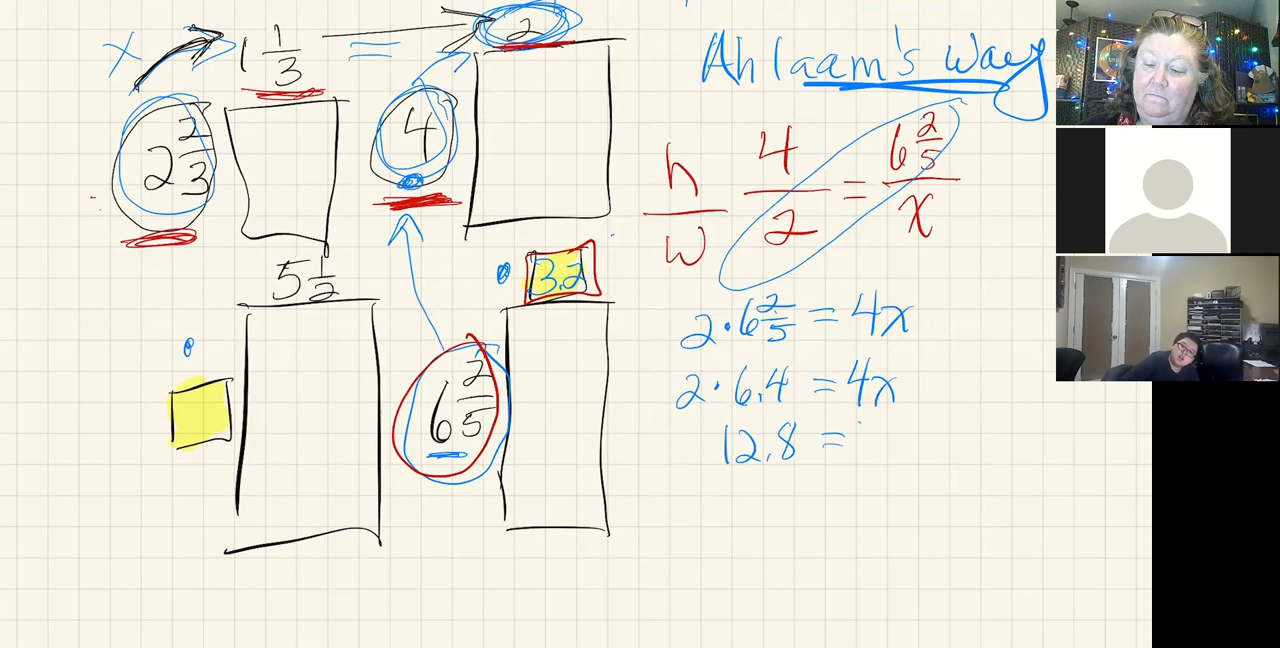 x 1 1/3 = 2
2 2/3
4
5 1/2
3.2
6 2/5
Ahlaam's Way
h/w 4/2 = 6 2/5/x
2 · 6 2/5 = 4x
2 · 6.4 = 4x
12.8 =